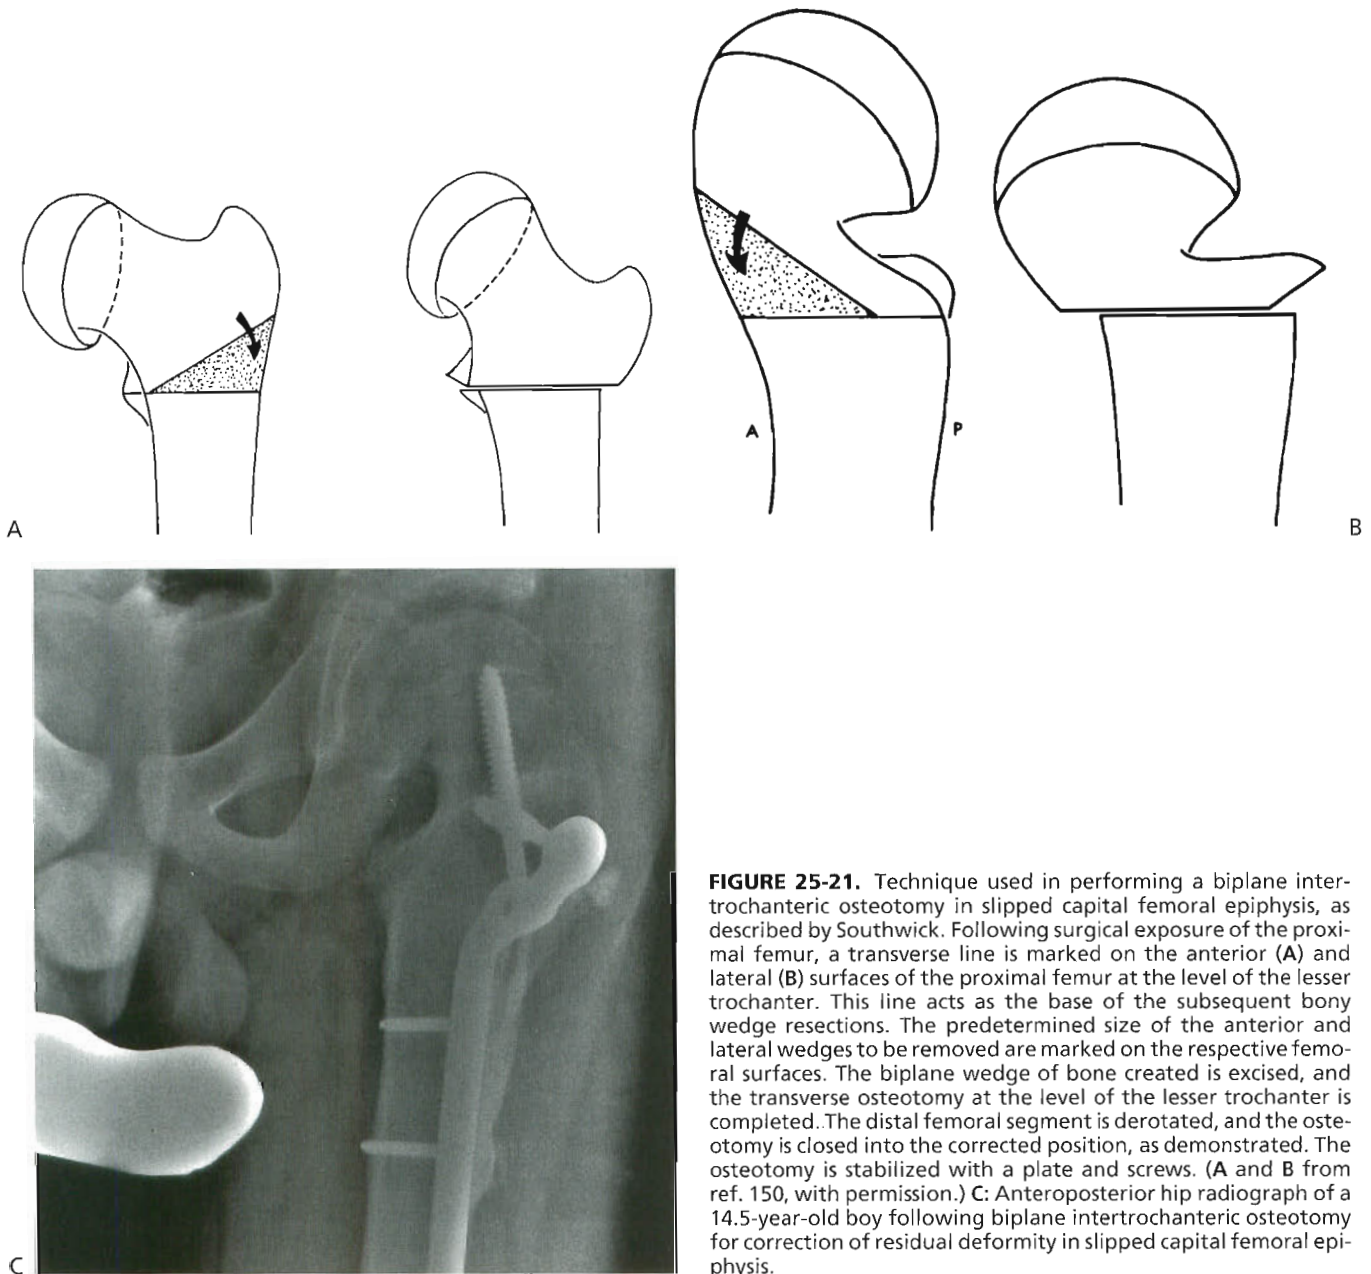 A
B
A
P
C
FIGURE 25-21. Technique used in performing a biplane inter-
trochanteric osteotomy in slipped capital femoral epiphysis, as
described by Southwick. Following surgical exposure of the proxi-
mal femur, a transverse line is marked on the anterior (A) and
lateral (B) surfaces of the proximal femur at the level of the lesser
trochanter. This line acts as the base of the subsequent bony
wedge resections. The predetermined size of the anterior and
lateral wedges to be removed are marked on the respective femo-
ral surfaces. The biplane wedge of bone created is excised, and
the transverse osteotomy at the level of the lesser trochanter is
completed..The distal femoral segment is derotated, and the oste-
otomy is closed into the corrected position, as demonstrated. The
osteotomy is stabilized with a plate and screws. (A and B from
ref. 150, with permission.) C: Anteroposterior hip radiograph of a
14.5-year-old boy following biplane intertrochanteric osteotomy
for correction of residual deformity in slipped capital femoral epi-
physis.